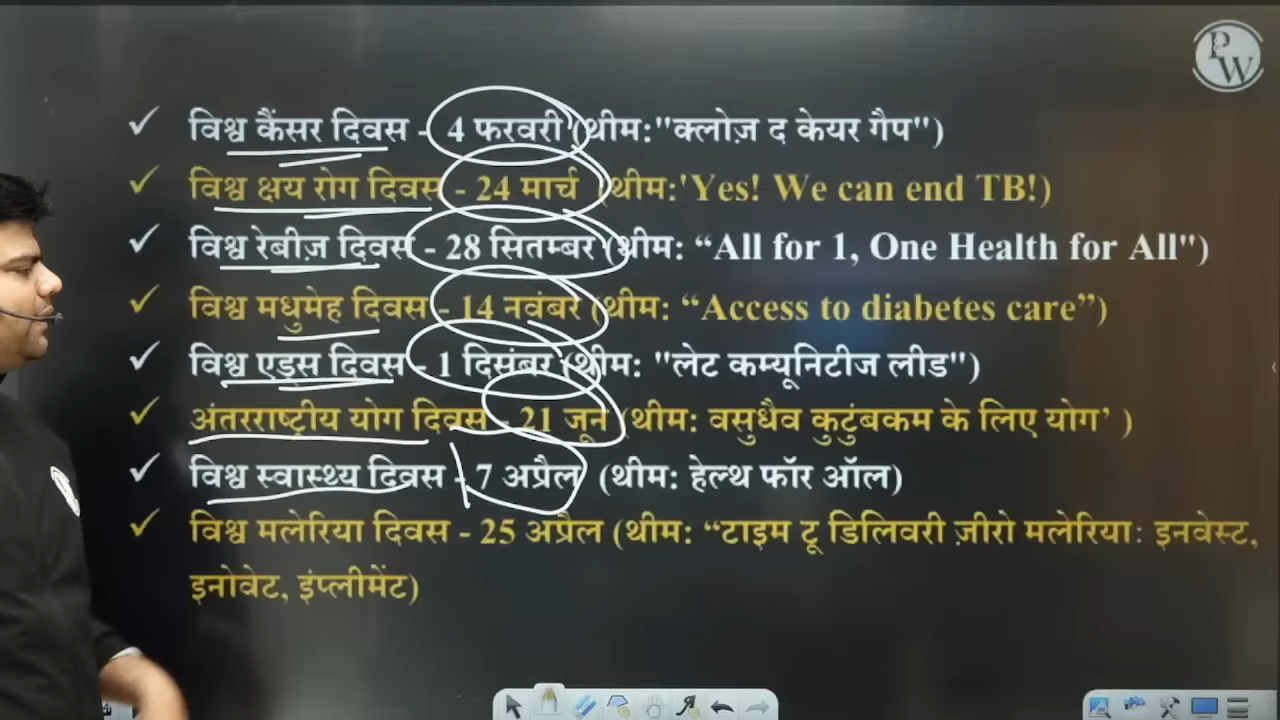 PW
विश्व कैंसर दिवस - 4 फरवरी (थीम:"क्लोज़ द केयर गैप")
विश्व क्षय रोग दिवस - 24 मार्च (थीम:'Yes! We can end TB!)
विश्व रेबीज़ दिवस - 28 सितम्बर (थीम: “All for 1, One Health for All")
विश्व मधुमेह दिवस - 14 नवंबर (थीम: “Access to diabetes care”)
विश्व एड्स दिवस - 1 दिसंबर (थीम: "लेट कम्यूनिटीज लीड")
अंतरराष्ट्रीय योग दिवस - 21 जून (थीम: वसुधैव कुटुंबकम के लिए योग’ )
विश्व स्वास्थ्य दिवस - 7 अप्रैल (थीम: हेल्थ फॉर ऑल)
विश्व मलेरिया दिवस - 25 अप्रैल (थीम: “टाइम टू डिलिवरी ज़ीरो मलेरिया: इनवेस्ट,
इनोवेट, इंप्लीमेंट)